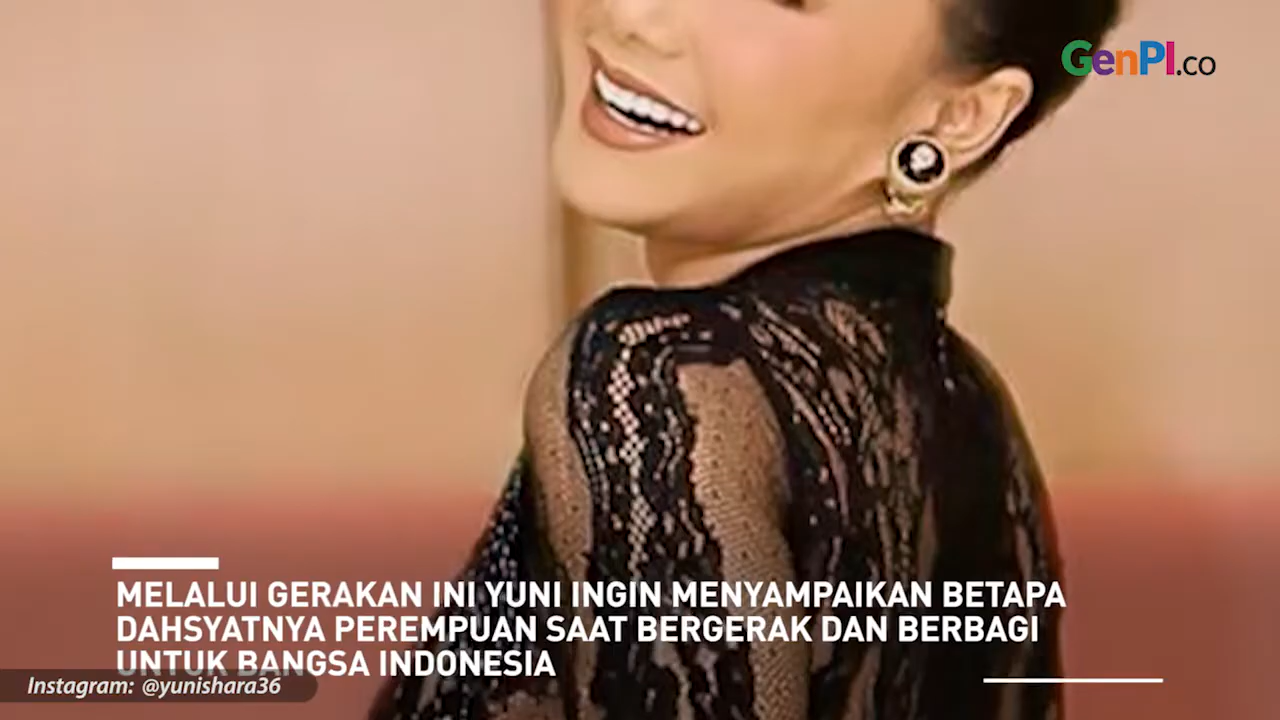 GenPI.co
MELALUI GERAKAN INI YUNI INGIN MENYAMPAIKAN BETAPA
DAHSYATNYA PEREMPUAN SAAT BERGERAK DAN BERBAGI
UNTUK BANGSA INDONESIA
Instagram: @yunishara36